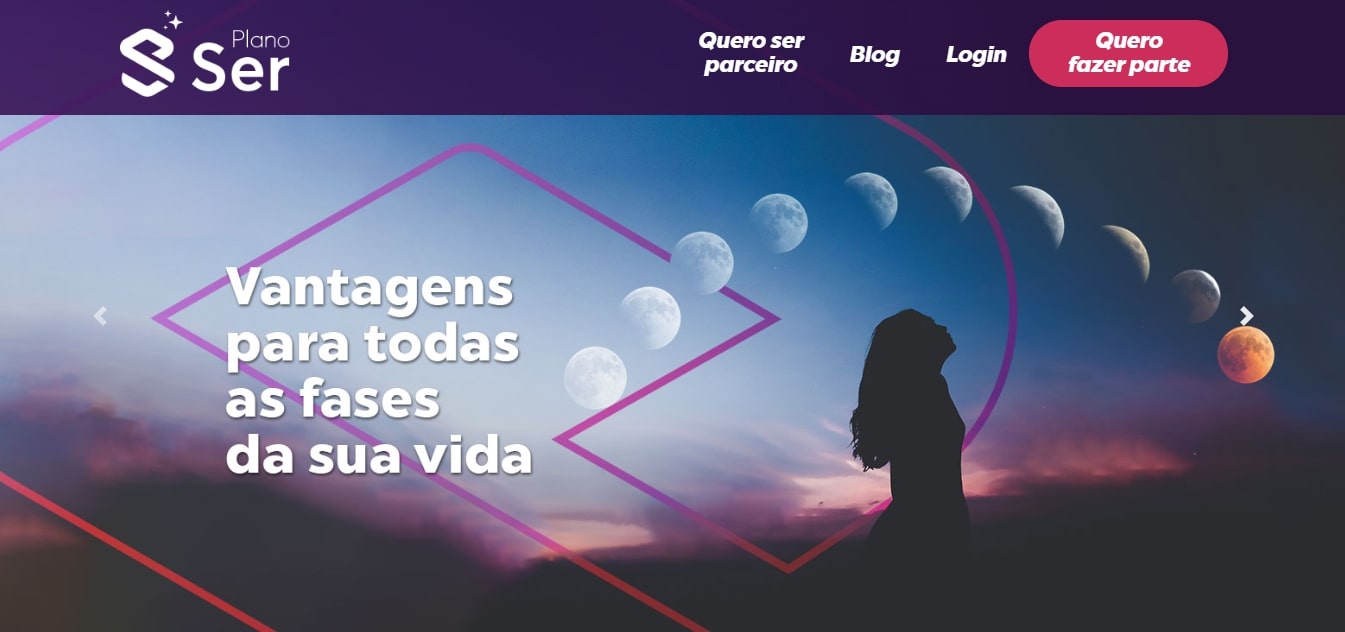 Plano
Ser
Quero ser
parceiro
Blog
Login
Quero
fazer parte
Vantagens
para todas
as fases
da sua vida